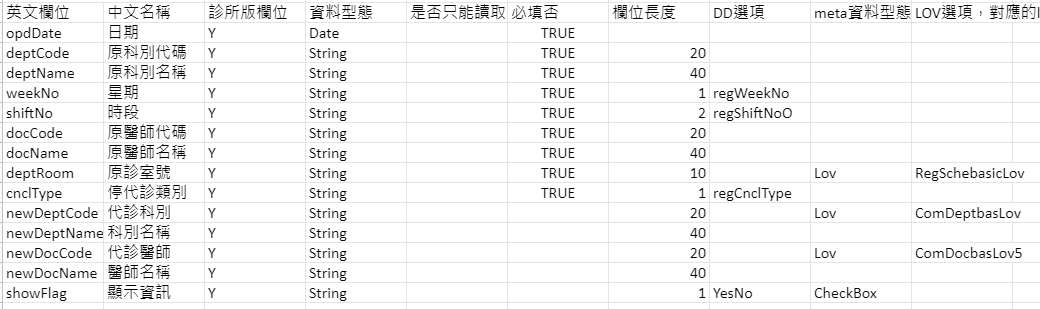 英文欄位 中文名稱 診所版欄位 資料型態 是否只能讀取 必填否 欄位長度 DD選項 meta資料型態 LOV選項，對應的
opdDate 日期 Y Date TRUE
deptCode 原科別代碼 Y String TRUE 20
deptName 原科別名稱 Y String TRUE 40
weekNo 星期 Y String TRUE 1 regWeekNo
shiftNo 時段 Y String TRUE 2 regShiftNoO
docCode 原醫師代碼 Y String TRUE 20
docName 原醫師名稱 Y String TRUE 40
deptRoom 原診室號 Y String TRUE 10 Lov RegSchebasicLov
cnclType 停代診類別 Y String TRUE 1 regCnclType
newDeptCode 代診科別 Y String 20 Lov ComDeptbasLov
newDeptName 科別名稱 Y String 40
newDocCode 代診醫師 Y String 20 Lov ComDocbasLov5
newDocName 醫師名稱 Y String 40
showFlag 顯示資訊 Y String 1 YesNo CheckBox